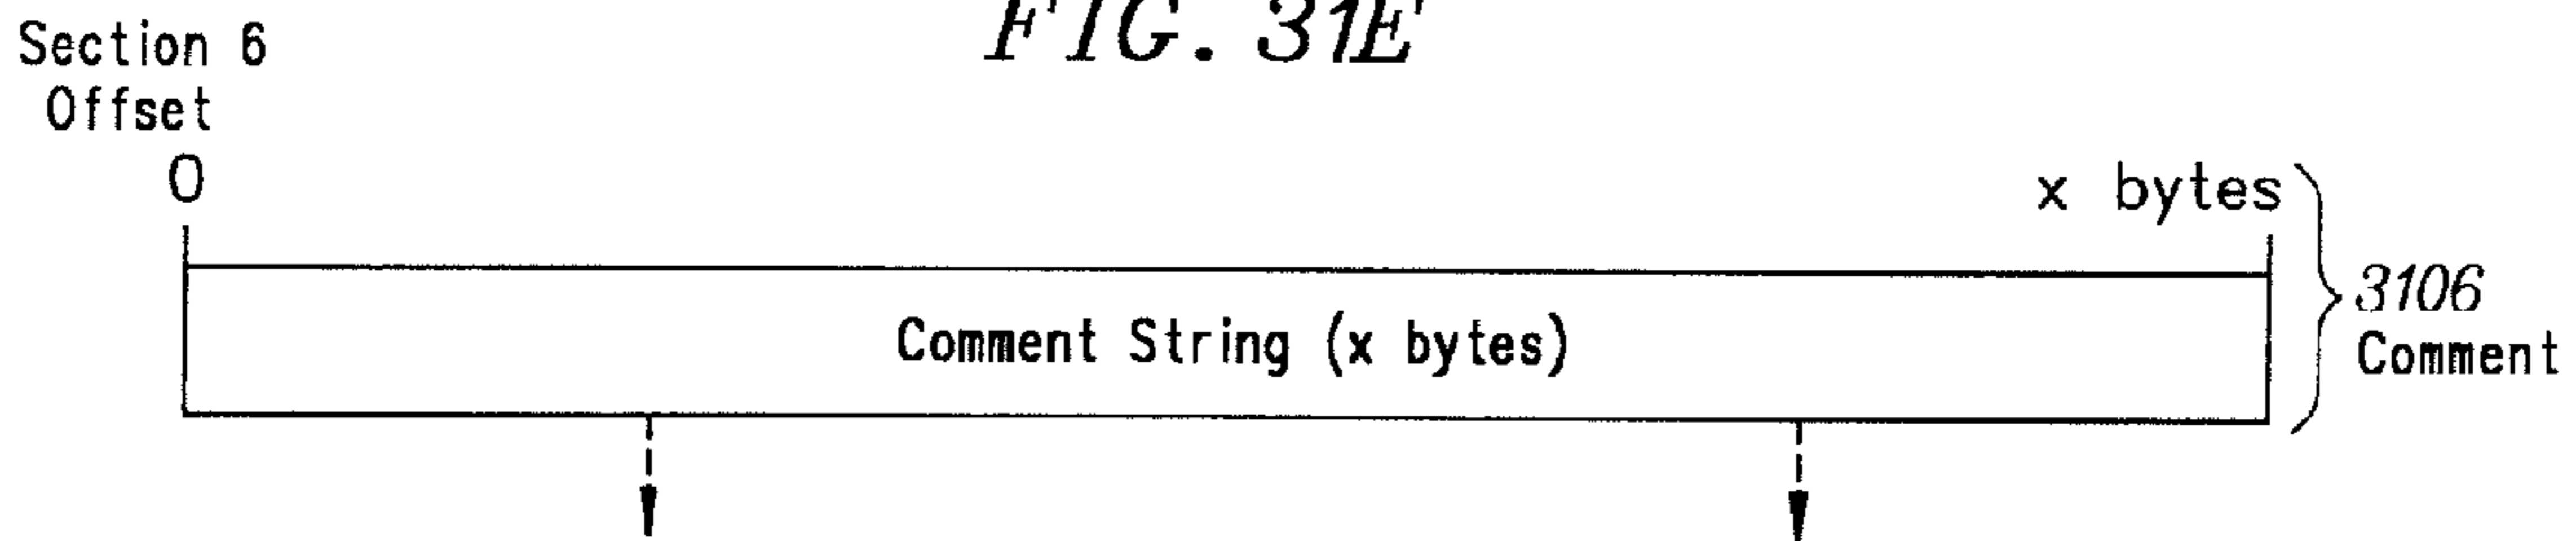 FIG. 31E
Section 6
Offset
0
x bytes
Comment String (x bytes)
3106
Comment